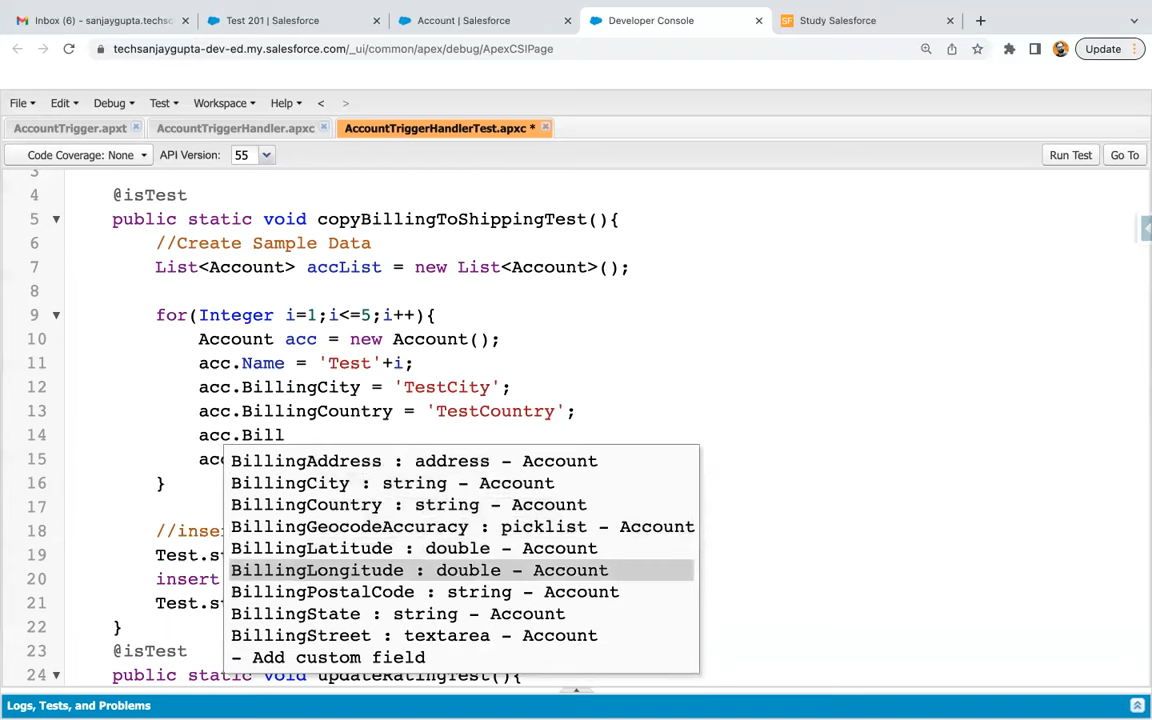 Inbox (6) - sanjaygupta.techsc
Test 201 | Salesforce
Account | Salesforce
Developer Console
Study Salesforce
techsanjaygupta-dev-ed.my.salesforce.com/_ui/common/apex/debug/ApexCSIPage
Update
File Edit Debug Test Workspace Help < >
AccountTrigger.apxt
AccountTriggerHandler.apxc
AccountTriggerHandlerTest.apxc *
Code Coverage: None API Version: 55 Run Test Go To
3
4 @isTest
5 public static void copyBillingToShippingTest(){
6 //Create Sample Data
7 List<Account> accList = new List<Account>();
8
9 for(Integer i=1;i<=5;i++){
10 Account acc = new Account();
11 acc.Name = 'Test'+i;
12 acc.BillingCity = 'TestCity';
13 acc.BillingCountry = 'TestCountry';
14 acc.Bill
15 acc
16 }
17
18 //inser
19 Test.st
20 insert
21 Test.st
22 }
23 @isTest
24 public static void updateRatingTest(){
BillingAddress : address - Account
BillingCity : string - Account
BillingCountry : string - Account
BillingGeocodeAccuracy : picklist - Account
BillingLatitude : double - Account
BillingLongitude : double - Account
BillingPostalCode : string - Account
BillingState : string - Account
BillingStreet : textarea - Account
- Add custom field
Logs, Tests, and Problems